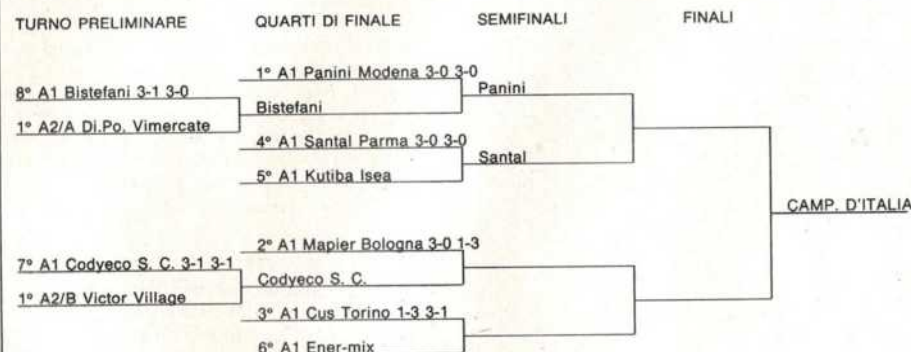 TURNO PRELIMINARE
QUARTI DI FINALE
SEMIFINALI
FINALI
1° A1 Panini Modena 3-0 3-0
Panini
8° A1 Bistefani 3-1 3-0
Bistefani
1° A2/A Di.Po. Vimercate
4° A1 Santal Parma 3-0 3-0
Santal
5° A1 Kutiba Isea
CAMP. D'ITALIA
2° A1 Mapier Bologna 3-0 1-3
7° A1 Codyeco S. C. 3-1 3-1
Codyeco S. C.
1° A2/B Victor Village
3° A1 Cus Torino 1-3 3-1
6° A1 Ener-mix